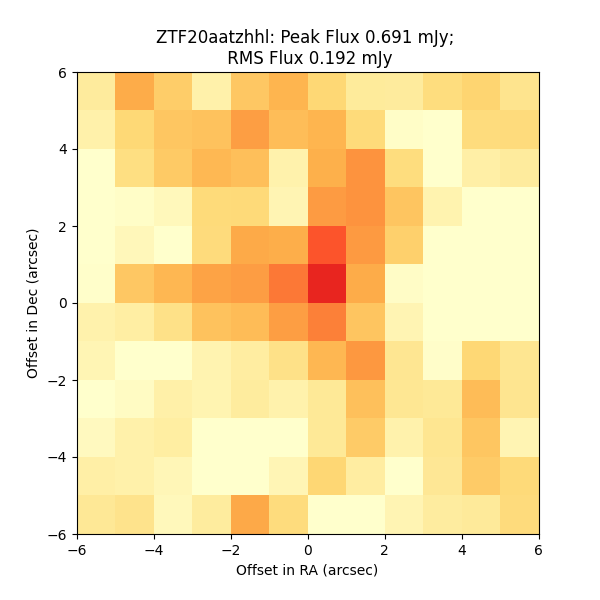 ZTF20aatzhhl: Peak Flux 0.691 mJy;
RMS Flux 0.192 mJy
6
4
2
0
−2
−4
−6
Offset in Dec (arcsec)
−6 −4 −2 0 2 4 6
Offset in RA (arcsec)